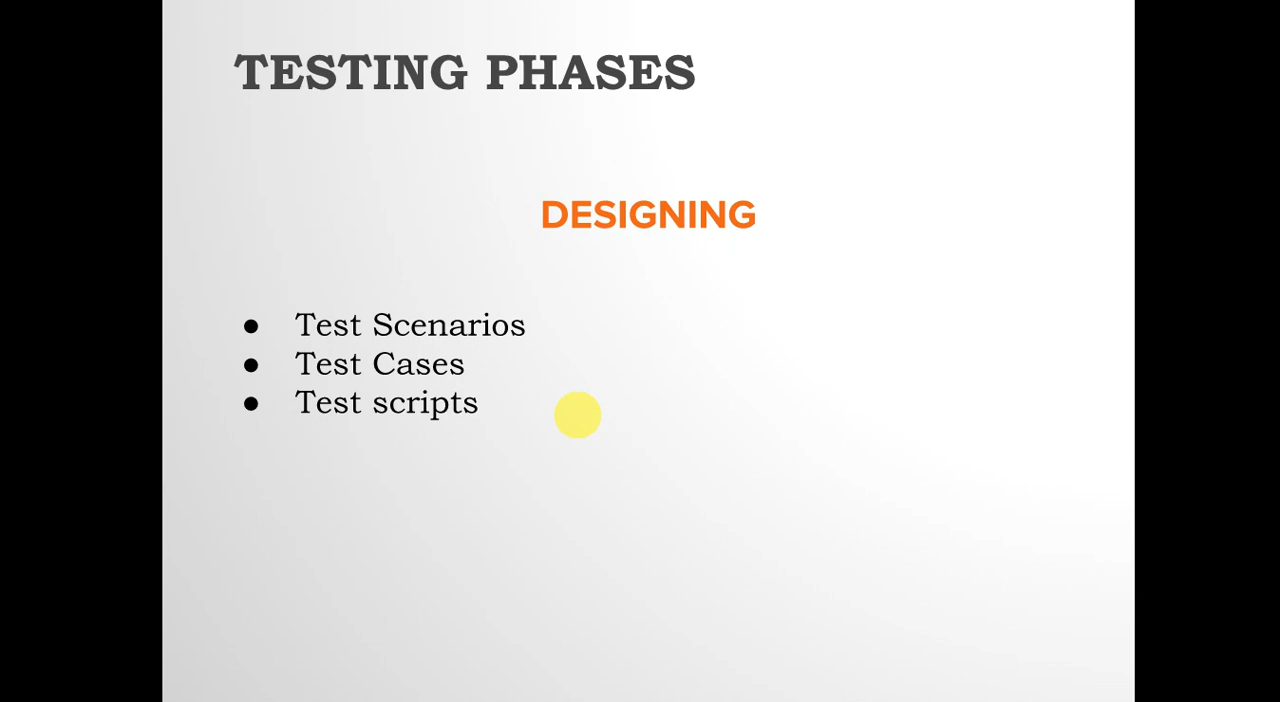 TESTING PHASES
DESIGNING
● Test Scenarios
● Test Cases
● Test scripts